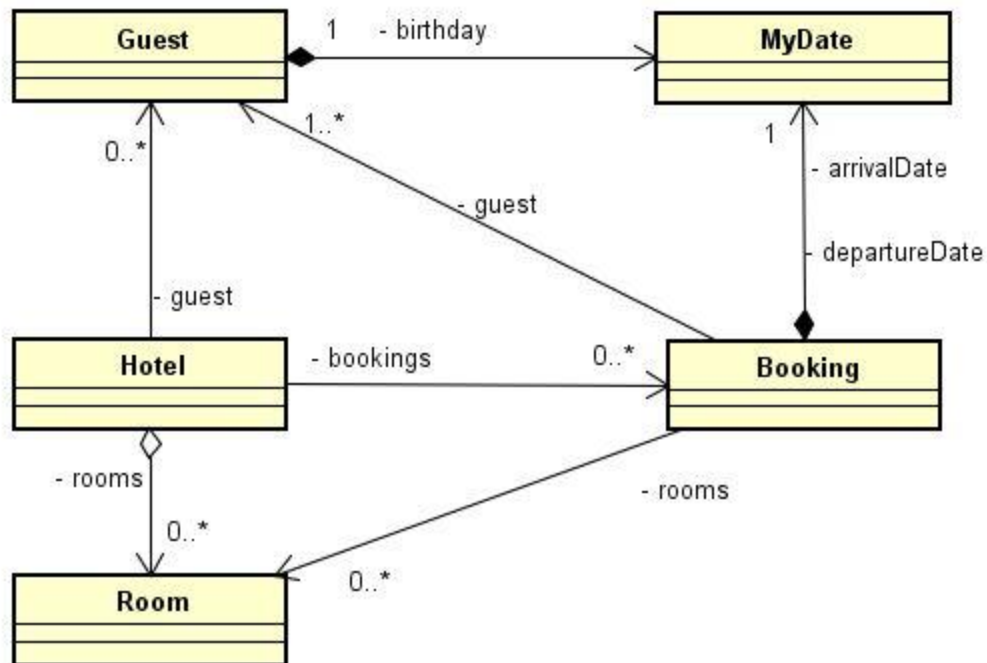 Guest
1
- birthday
MyDate
0..*
1..*
1
- arrivalDate
- guest
- departureDate
- guest
Hotel
- bookings
0..*
Booking
- rooms
0..*
- rooms
0..*
Room